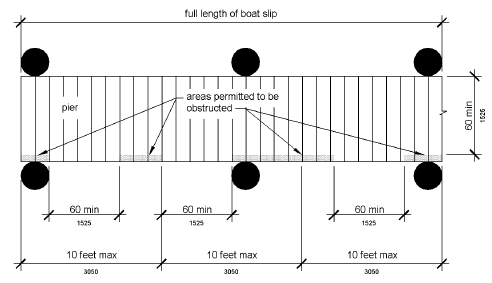 full length of boat slip
pier
areas permitted to be
obstructed
60 min
1525
60 min
1525
60 min
1525
60 min
1525
10 feet max
3050
10 feet max
3050
10 feet max
3050